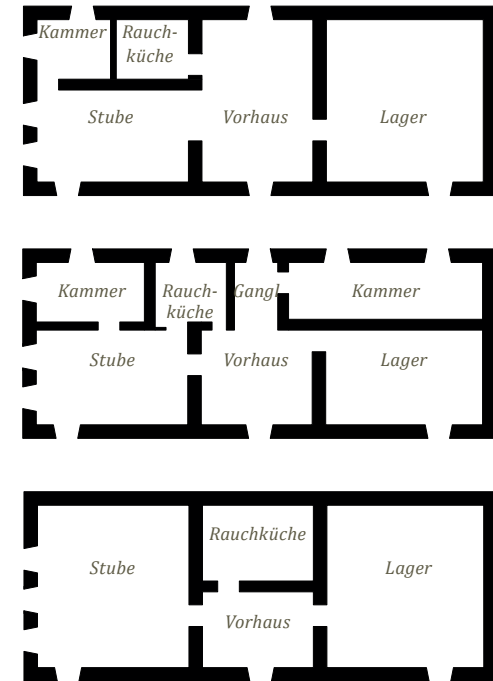 Kammer Rauch-
küche
Stube Vorhaus Lager
Kammer Rauch- Gangl Kammer
küche
Stube Vorhaus Lager
Rauchküche
Stube Lager
Vorhaus